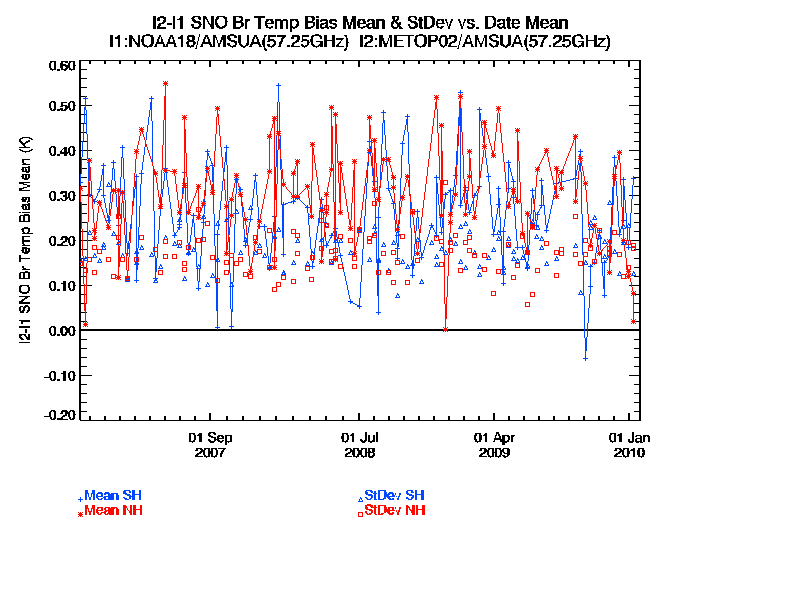 I2-I1 SNO Br Temp Bias Mean & StDev vs. Date Mean
I1:NOAA18/AMSUA(57.25GHz) I2:METOP02/AMSUA(57.25GHz)
I2-I1 SNO Br Temp Bias Mean (K)
0.60
0.50
0.40
0.30
0.20
0.10
0.00
-0.10
-0.20
01 Sep 01 Jul 01 Apr 01 Jan
2007 2008 2009 2010
Mean SH StDev SH
Mean NH StDev NH